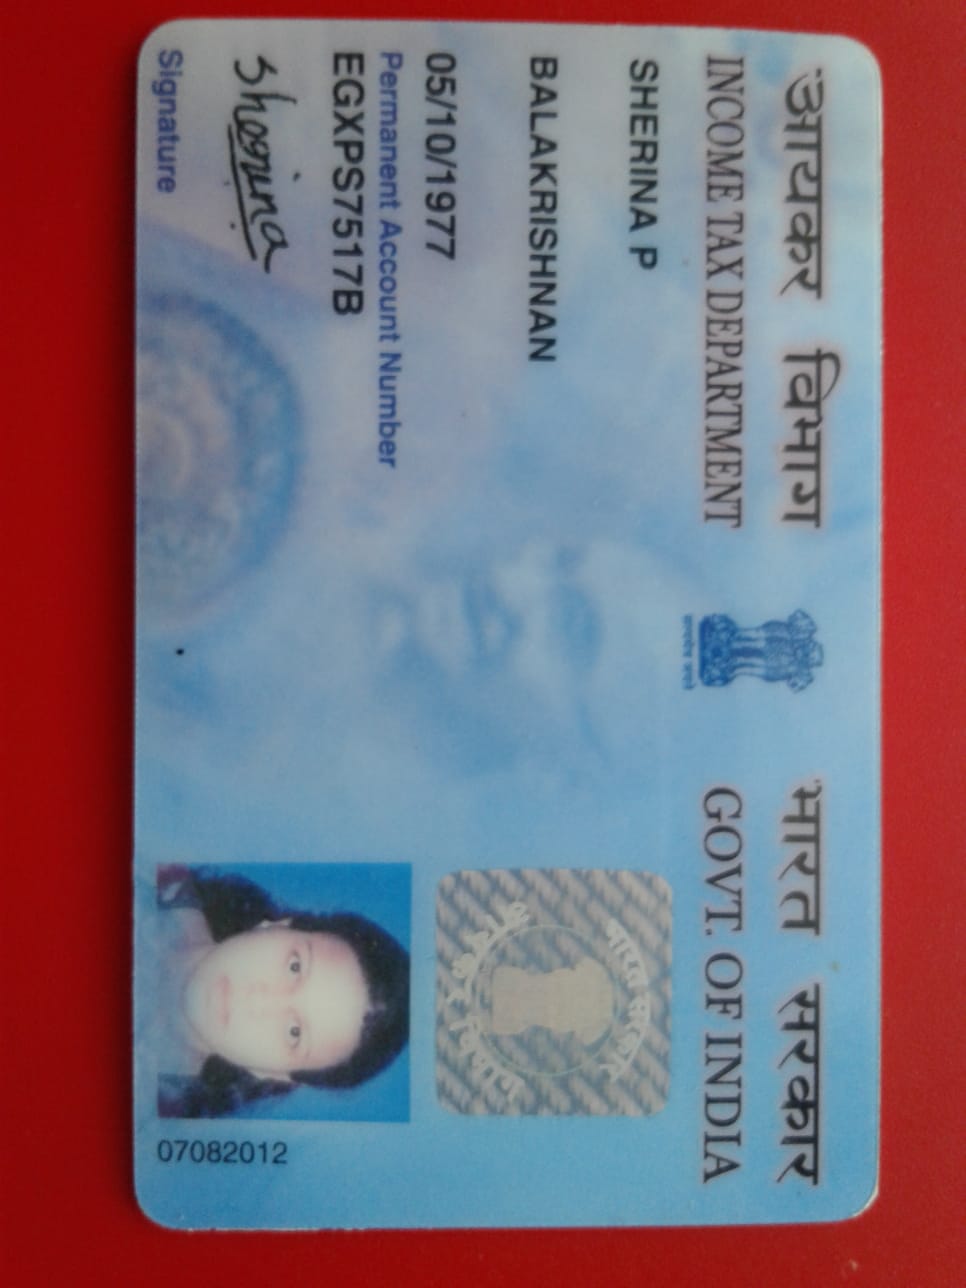 आयकर विभाग
INCOME TAX DEPARTMENT
भारत सरकार
GOVT. OF INDIA
सत्यमेव जयते
SHERINA P
BALAKRISHNAN
05/10/1977
Permanent Account Number
EGXPS7517B
Sherina
Signature
भारत सरकार
आयकर विभाग
07082012